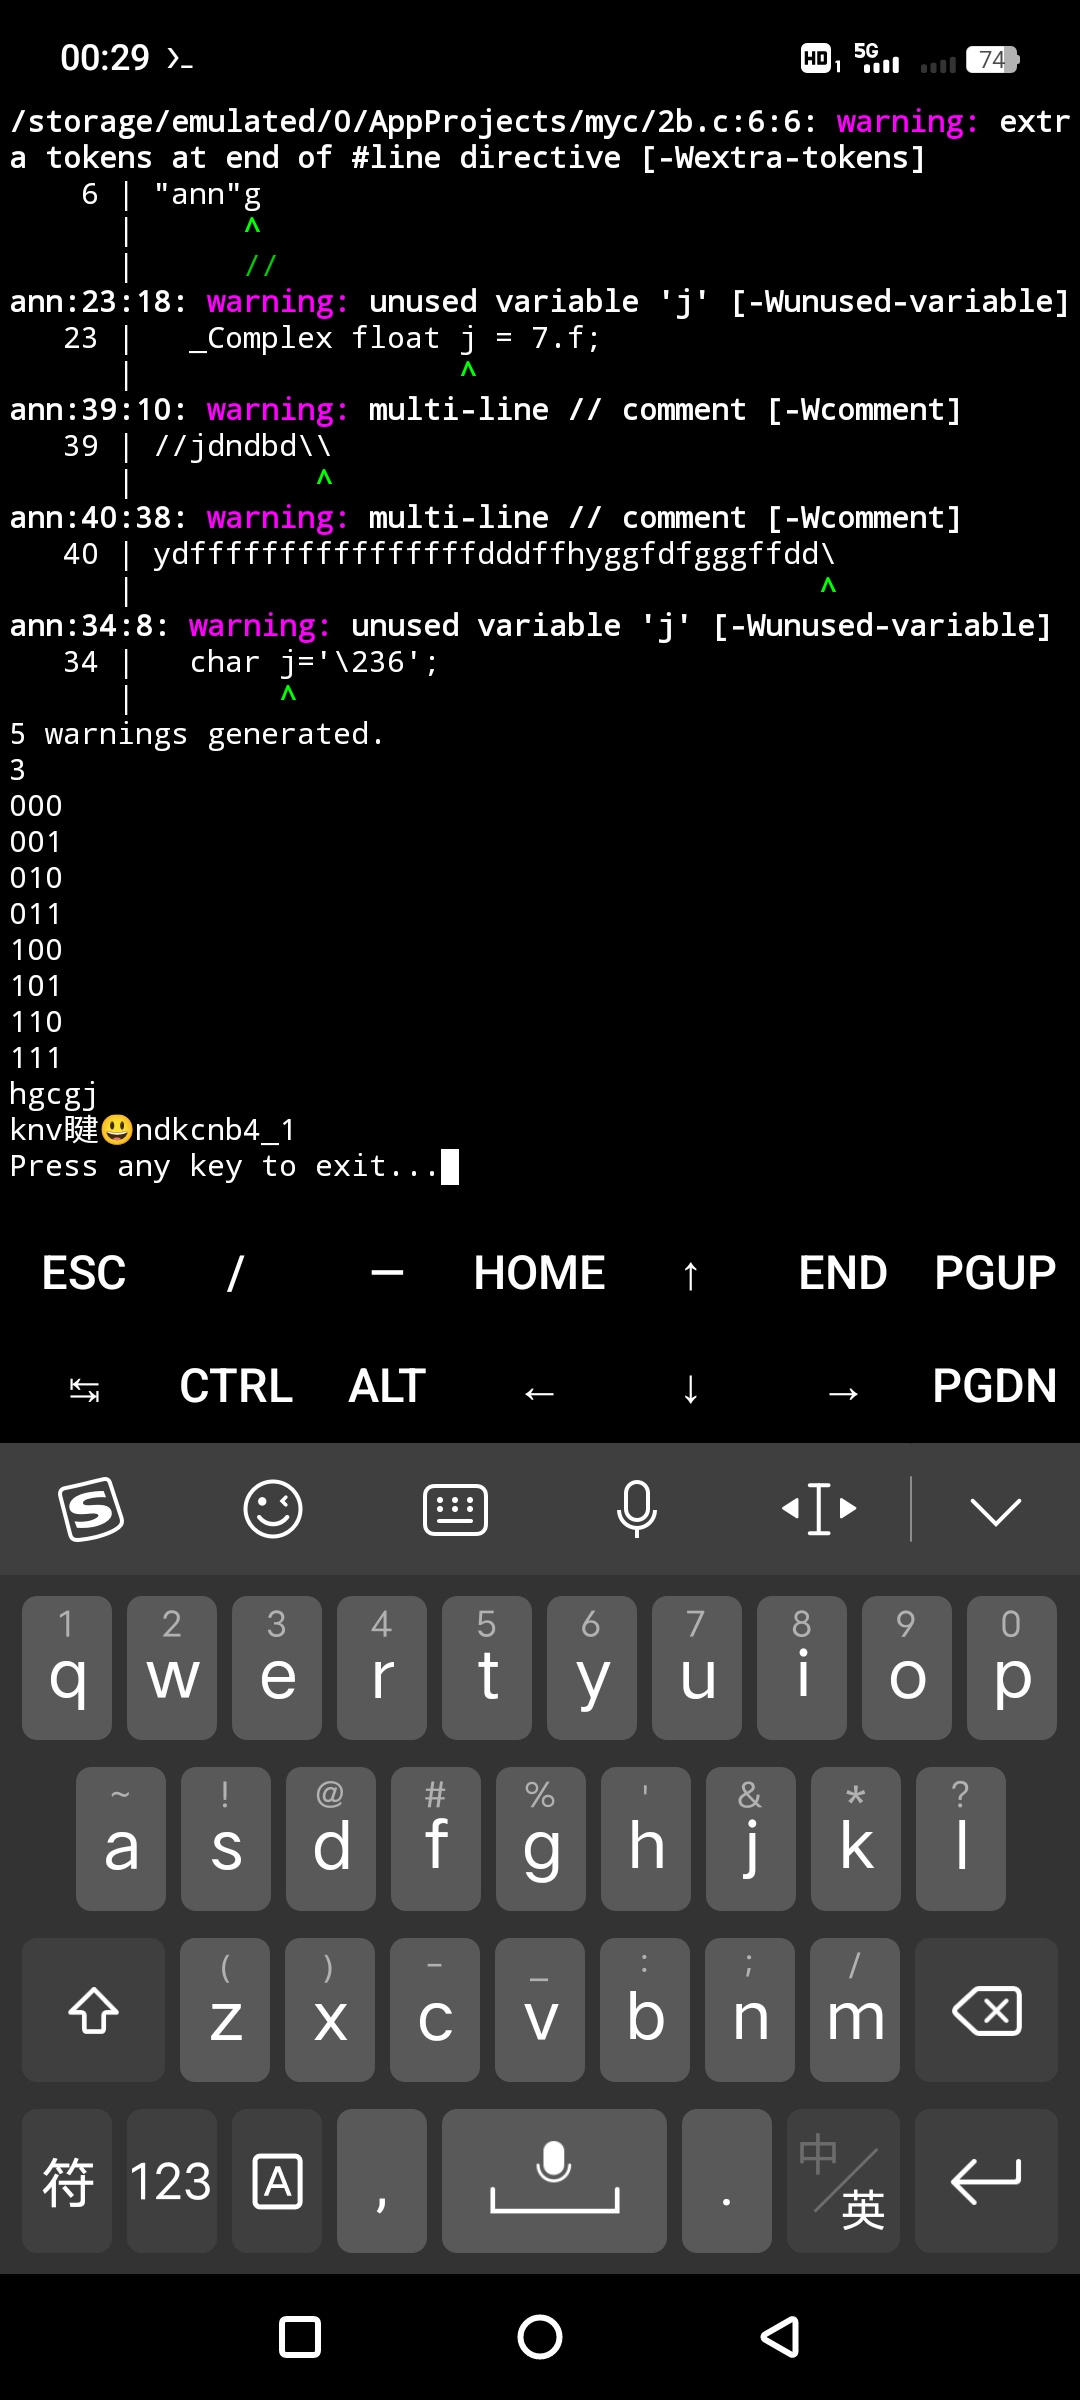 00:29
HD 1 5G 74
/storage/emulated/0/AppProjects/myc/2b.c:6:6: warning: extr
a tokens at end of #line directive [-Wextra-tokens]
6 | "ann"g
| ^
| //
ann:23:18: warning: unused variable 'j' [-Wunused-variable]
23 | _Complex float j = 7.f;
| ^
ann:39:10: warning: multi-line // comment [-Wcomment]
39 | //jdndbd\\
| ^
ann:40:38: warning: multi-line // comment [-Wcomment]
40 | ydffffffffffffffffdddffhyggfdfgggffdd\
| ^
ann:34:8: warning: unused variable 'j' [-Wunused-variable]
34 | char j='\236';
| ^
5 warnings generated.
3
000
001
010
011
100
101
110
111
hgcgj
knv睷😃ndkcnb4_1
Press any key to exit...
ESC / — HOME ↑ END PGUP
↹ CTRL ALT ← ↓ → PGDN
1 2 3 4 5 6 7 8 9 0
q w e r t y u i o p
~ ! @ # % ' & * ?
a s d f g h j k l
( ) - _ : ; /
z x c v b n m
符 123 A , . 中/英